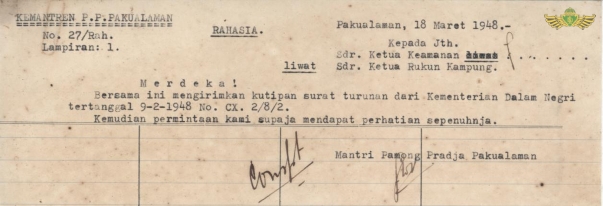 KEMANTREN P.P.PAKUALAMAN
No. 27/Rah.
Lampiran: 1.
RAHASIA.
Pakualaman, 18 Maret 1948.-
Kepada Jth.
Sdr. Ketua Keamanan liwat . . . . . .
liwat Sdr. Ketua Rukun Kampung.
M e r d e k a !
Bersama ini mengirimkan kutipan surat turunan dari Kementerian Dalam Negri
tertanggal 9-2-1948 No. CX. 2/8/2.
Kemudian permintaan kami supaja mendapat perhatian sepenuhnja.
Mantri Pamong Pradja Pakualaman